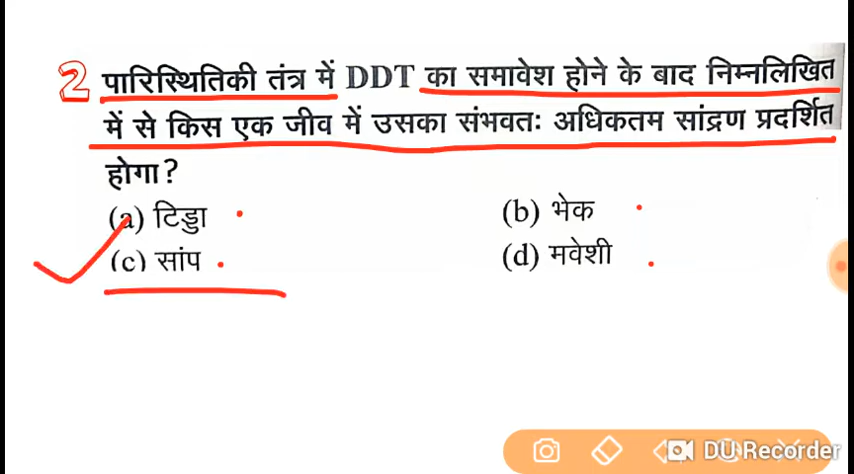 2 पारिस्थितिकी तंत्र में DDT का समावेश होने के बाद निम्नलिखित
में से किस एक जीव में उसका संभवतः अधिकतम सांद्रण प्रदर्शित
होगा?
(a) टिड्डा (b) भेक
(c) सांप (d) मवेशी
DU Recorder